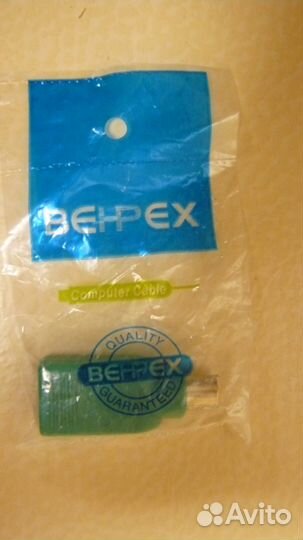 BEHPEX
Computer Cable
QUALITY
BEHPEX
GUARANTEED
Avito